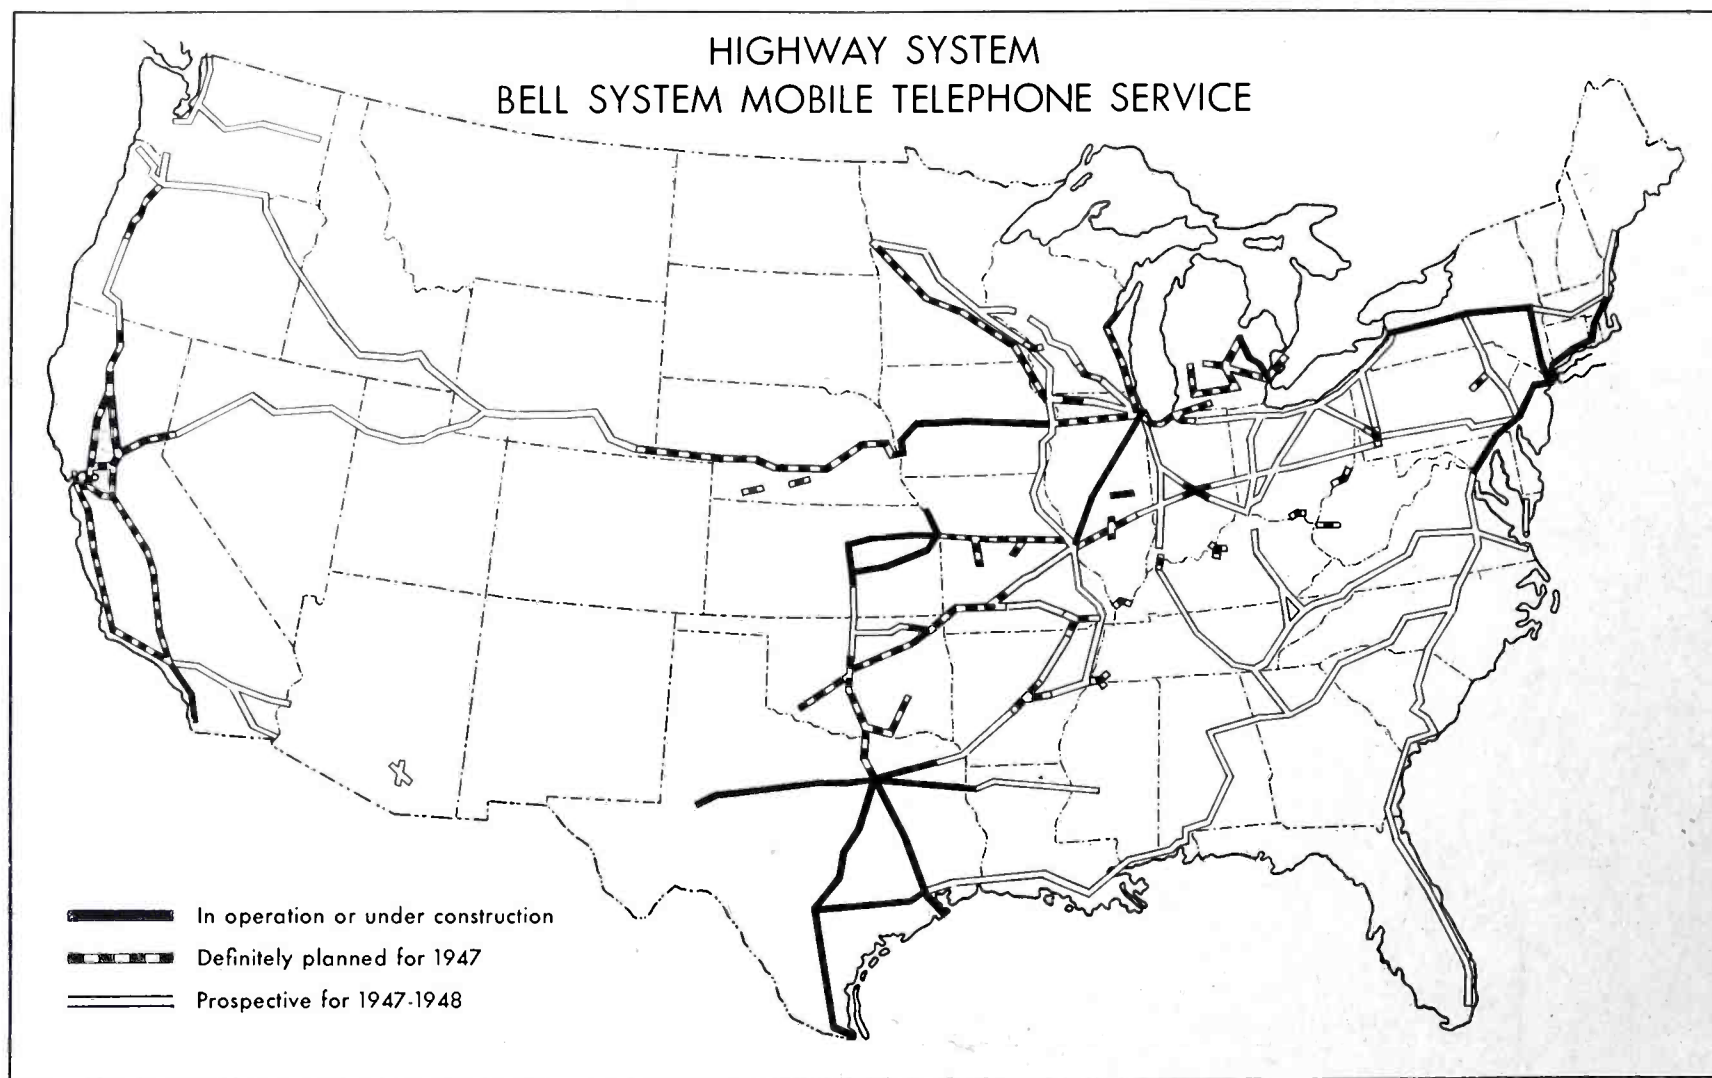 HIGHWAY SYSTEM
BELL SYSTEM MOBILE TELEPHONE SERVICE
In operation or under construction
Definitely planned for 1947
Prospective for 1947-1948